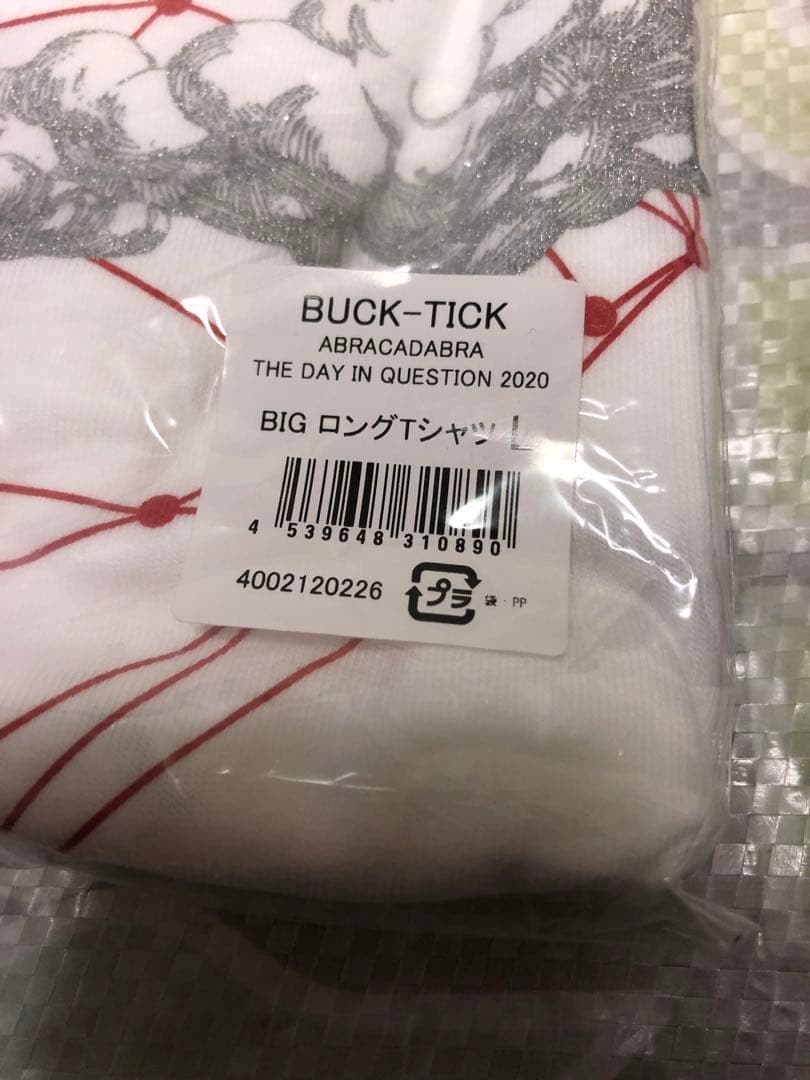 BUCK-TICK
ABRACADABRA
THE DAY IN QUESTION 2020
BIG ロングTシャツ L
4 539648 310890
4002120226 プラ 袋・PP